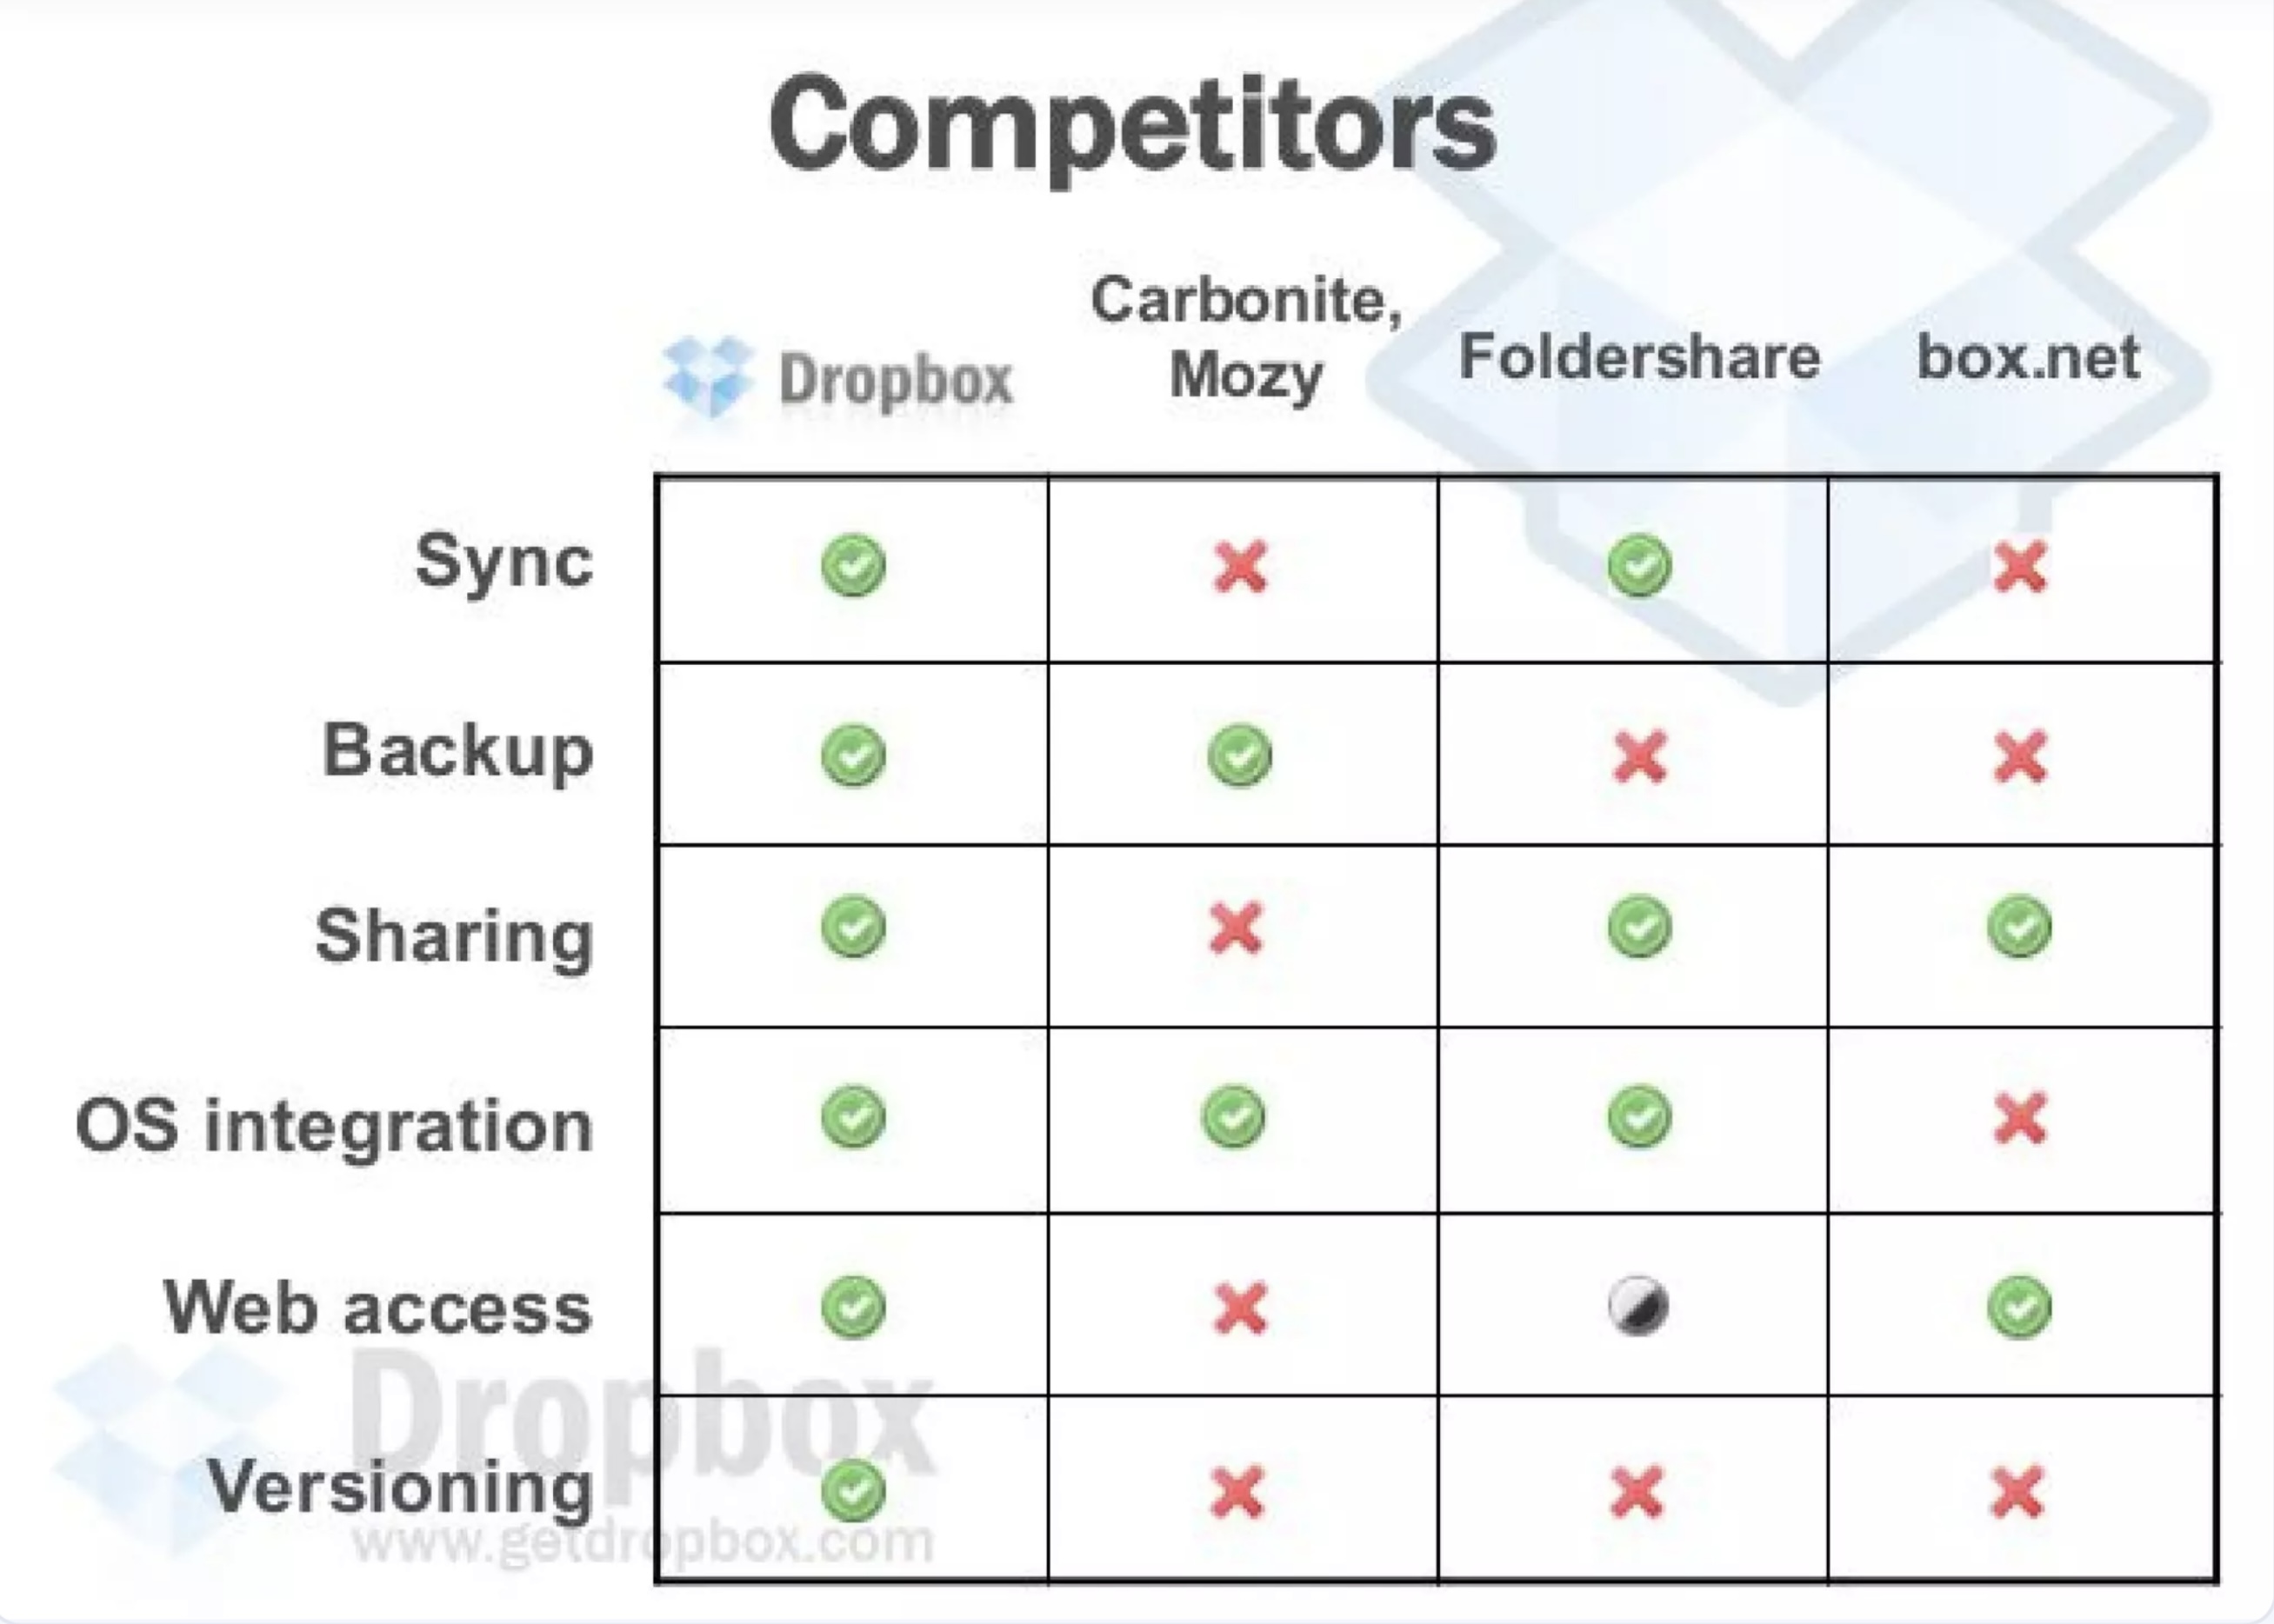 Competitors
Carbonite,
Mozy
Dropbox
Foldershare
box.net
Sync
Backup
Sharing
OS integration
Web access
Versioning
Dropbox
www.getdropbox.com